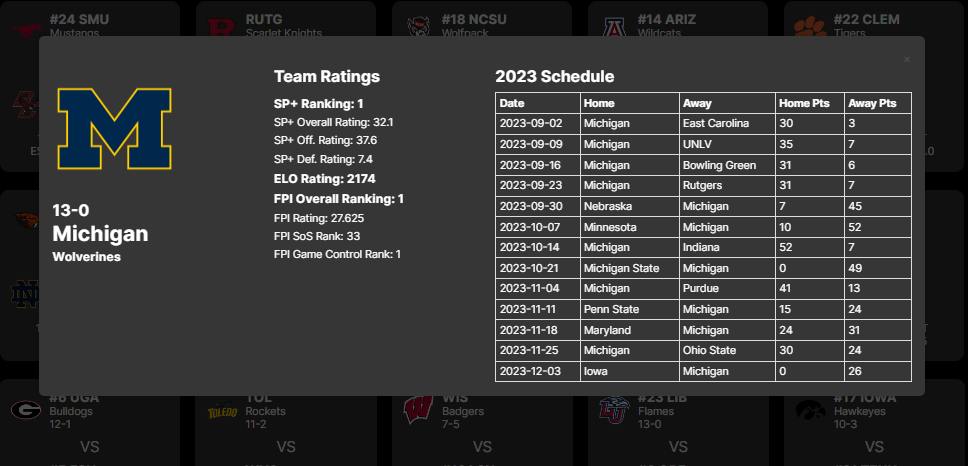 #24 SMU
Mustangs
RUTG
Scarlet Knights
#18 NCSU
Wolfpack
#14 ARIZ
Wildcats
#22 CLEM
Tigers
×
13-0
Michigan
Wolverines
Team Ratings
SP+ Ranking: 1
SP+ Overall Rating: 32.1
SP+ Off. Rating: 37.6
SP+ Def. Rating: 7.4
ELO Rating: 2174
FPI Overall Ranking: 1
FPI Rating: 27.625
FPI SoS Rank: 33
FPI Game Control Rank: 1
2023 Schedule
Date Home Away Home Pts Away Pts
2023-09-02 Michigan East Carolina 30 3
2023-09-09 Michigan UNLV 35 7
2023-09-16 Michigan Bowling Green 31 6
2023-09-23 Michigan Rutgers 31 7
2023-09-30 Nebraska Michigan 7 45
2023-10-07 Minnesota Michigan 10 52
2023-10-14 Michigan Indiana 52 7
2023-10-21 Michigan State Michigan 0 49
2023-11-04 Michigan Purdue 41 13
2023-11-11 Penn State Michigan 15 24
2023-11-18 Maryland Michigan 24 31
2023-11-25 Michigan Ohio State 30 24
2023-12-03 Iowa Michigan 0 26
#6 UGA
Bulldogs
12-1
VS
TOL
Rockets
11-2
VS
WIS
Badgers
7-5
VS
#23 LIB
Flames
13-0
VS
#17 IOWA
Hawkeyes
10-3
VS